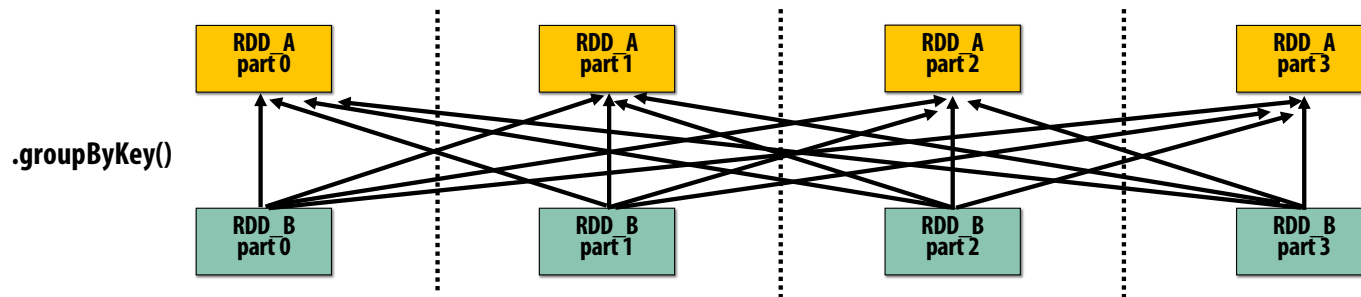 RDD_A
part 0
RDD_A
part 1
RDD_A
part 2
RDD_A
part 3
.groupByKey()
RDD_B
part 0
RDD_B
part 1
RDD_B
part 2
RDD_B
part 3